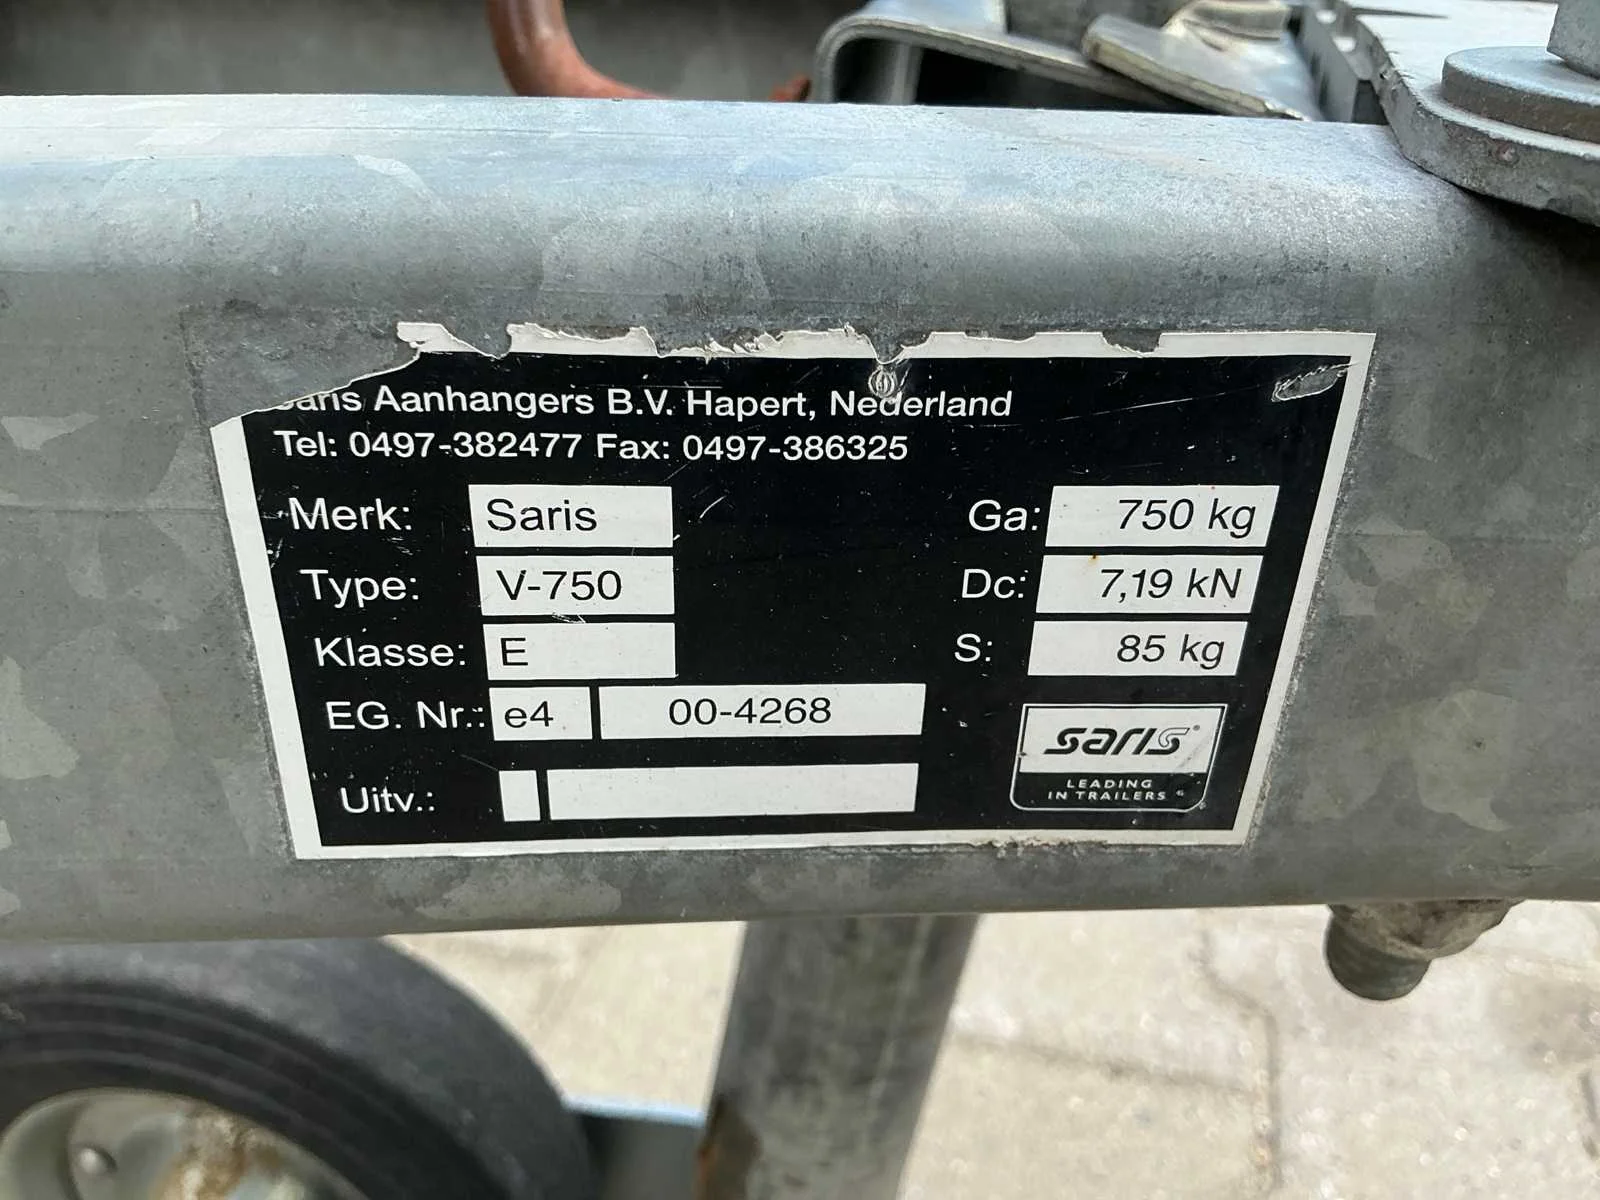 Saris Aanhangers B.V. Hapert, Nederland
Tel: 0497-382477 Fax: 0497-386325
Merk: Saris Ga: 750 kg
Type: V-750 Dc: 7,19 kN
Klasse: E S: 85 kg
EG. Nr.: e4 00-4268
saris®
LEADING
IN TRAILERS
Uitv.: